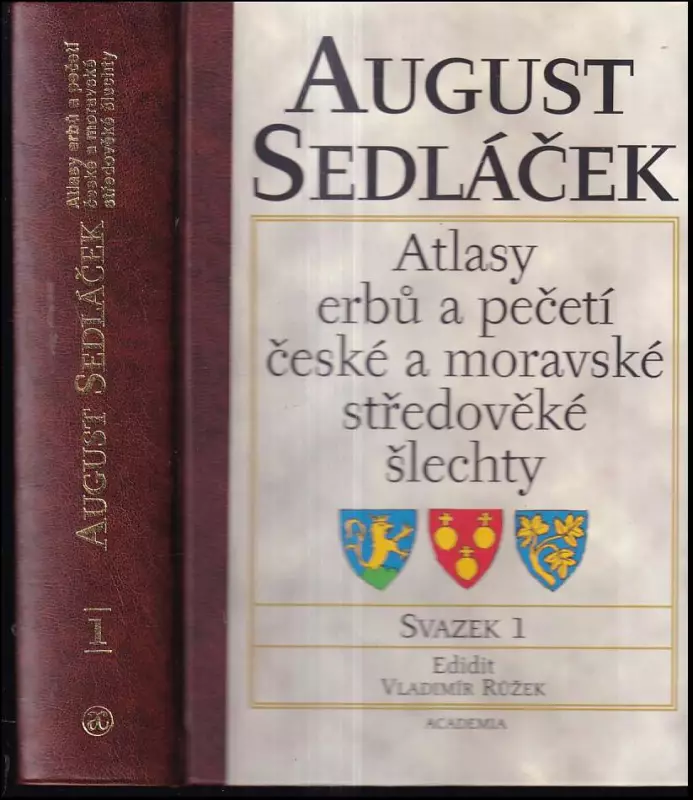 Atlasy erbů a pečetí
české a moravské
středověké šlechty
AUGUST SEDLÁČEK
1
AUGUST
SEDLÁČEK
Atlasy
erbů a pečetí
české a moravské
středověké
šlechty
SVAZEK 1
Edidit
VLADIMÍR RŮŽEK
ACADEMIA